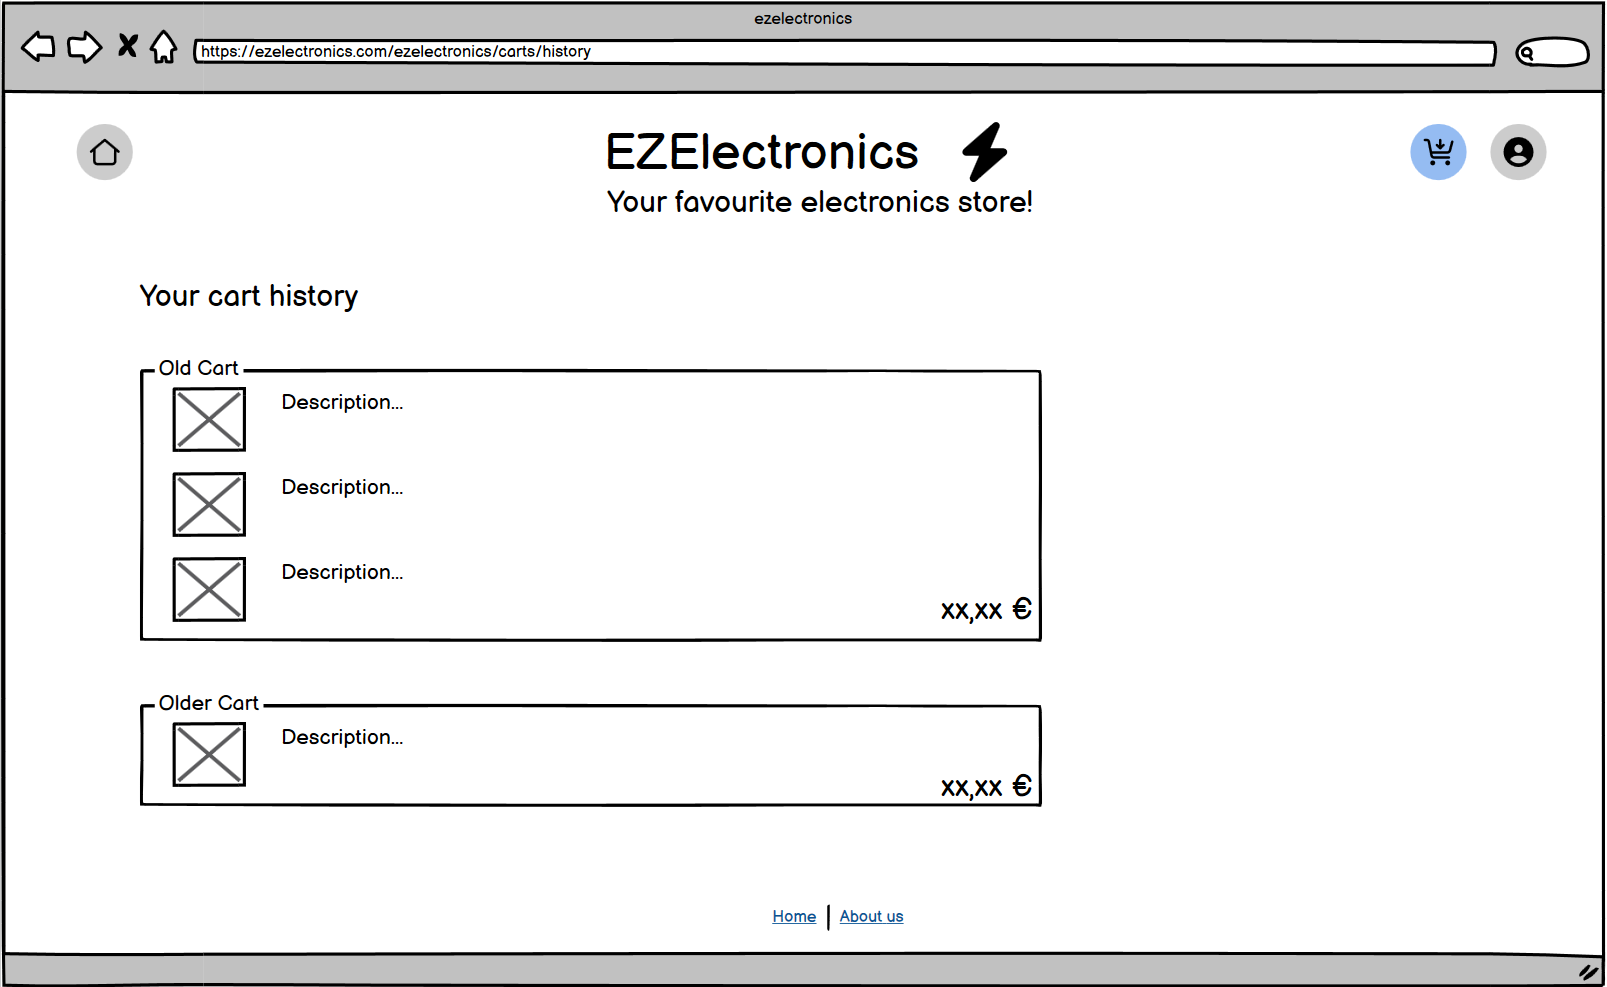 ezelectronics
https://ezelectronics.com/ezelectronics/carts/history
EZElectronics
Your favourite electronics store!
Your cart history
Old Cart
Description...
Description...
Description...
xx,xx €
Older Cart
Description...
xx,xx €
Home
About us